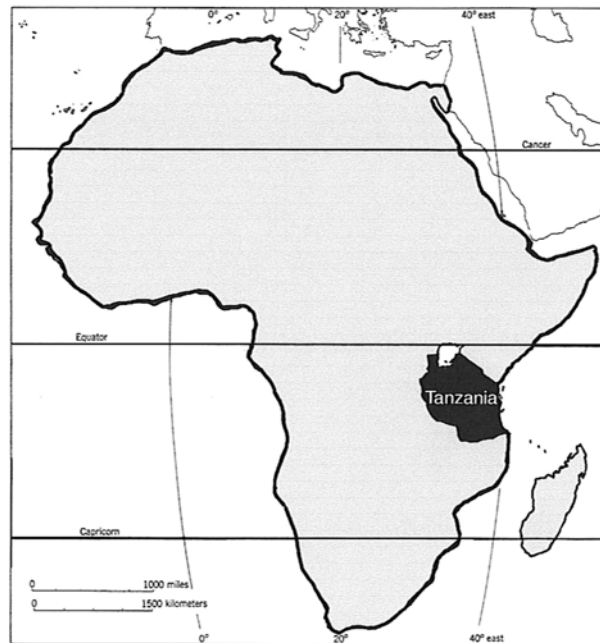 0° 20° 40° east
Cancer
Equator
Tanzania
Capricorn
0 1000 miles
0 1500 kilometers
0° 20° 40° east